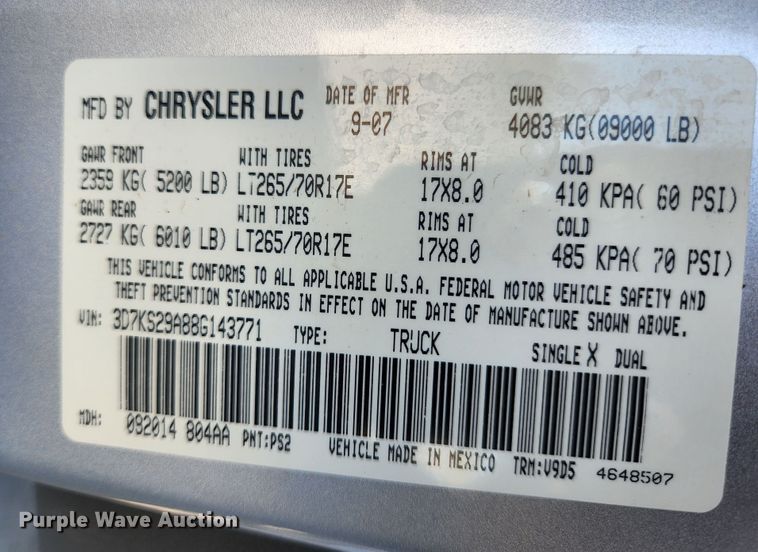 MFD BY CHRYSLER LLC DATE OF MFR 9-07 GVWR 4083 KG(09000 LB)
GAWR FRONT WITH TIRES RIMS AT COLD
2359 KG( 5200 LB) LT265/70R17E 17X8.0 410 KPA( 60 PSI)
GAWR REAR WITH TIRES RIMS AT COLD
2727 KG( 6010 LB) LT265/70R17E 17X8.0 485 KPA( 70 PSI)
THIS VEHICLE CONFORMS TO ALL APPLICABLE U.S.A. FEDERAL MOTOR VEHICLE SAFETY AND
THEFT PREVENTION STANDARDS IN EFFECT ON THE DATE OF MANUFACTURE SHOWN ABOVE.
VIN: 3D7KS29A88G143771 TYPE: TRUCK SINGLE X DUAL
MDH: 092014 804AA PNT:PS2 VEHICLE MADE IN MEXICO TRM:V9D5 4648507
Purple Wave Auction